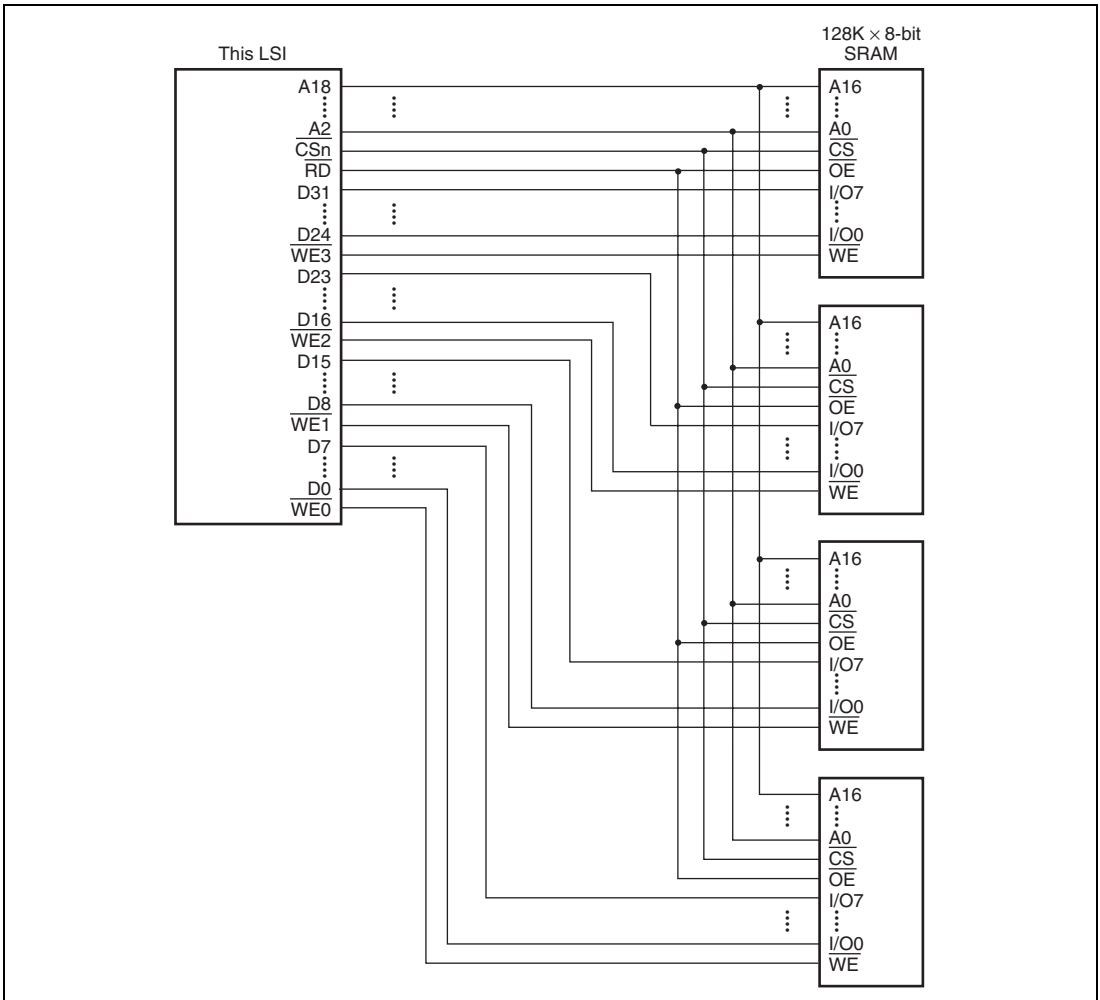 This LSI
A18
A2
CSn
RD
D31
D24
WE3
D23
D16
WE2
D15
D8
WE1
D7
D0
WE0
128K × 8-bit
SRAM
A16
A0
CS
OE
I/O7
I/O0
WE
A16
A0
CS
OE
I/O7
I/O0
WE
A16
A0
CS
OE
I/O7
I/O0
WE
A16
A0
CS
OE
I/O7
I/O0
WE